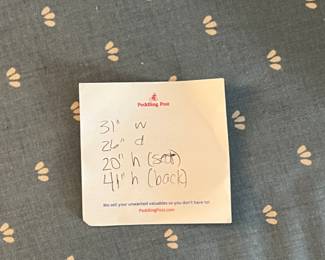 Peddling Post
31" w
26" d
20" h (seat)
41" h (back)
We sell your unwanted valuables so you don't have to!
PeddlingPost.com